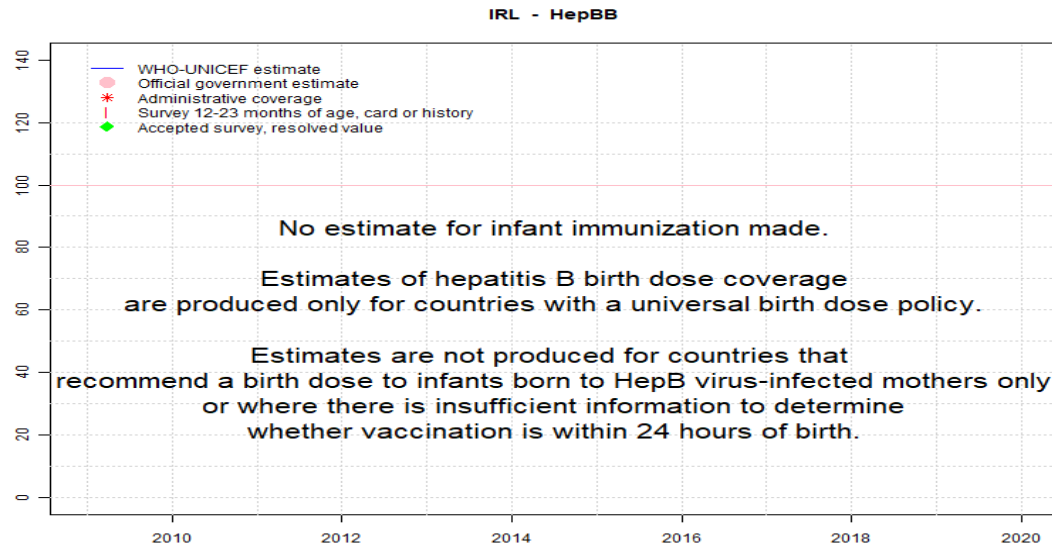 IRL - HepBB
140
120
100
80
60
40
20
0
WHO-UNICEF estimate
Official government estimate
Administrative coverage
Survey 12-23 months of age, card or history
Accepted survey, resolved value
No estimate for infant immunization made.
Estimates of hepatitis B birth dose coverage
are produced only for countries with a universal birth dose policy.
Estimates are not produced for countries that
recommend a birth dose to infants born to HepB virus-infected mothers only
or where there is insufficient information to determine
whether vaccination is within 24 hours of birth.
2010 2012 2014 2016 2018 2020